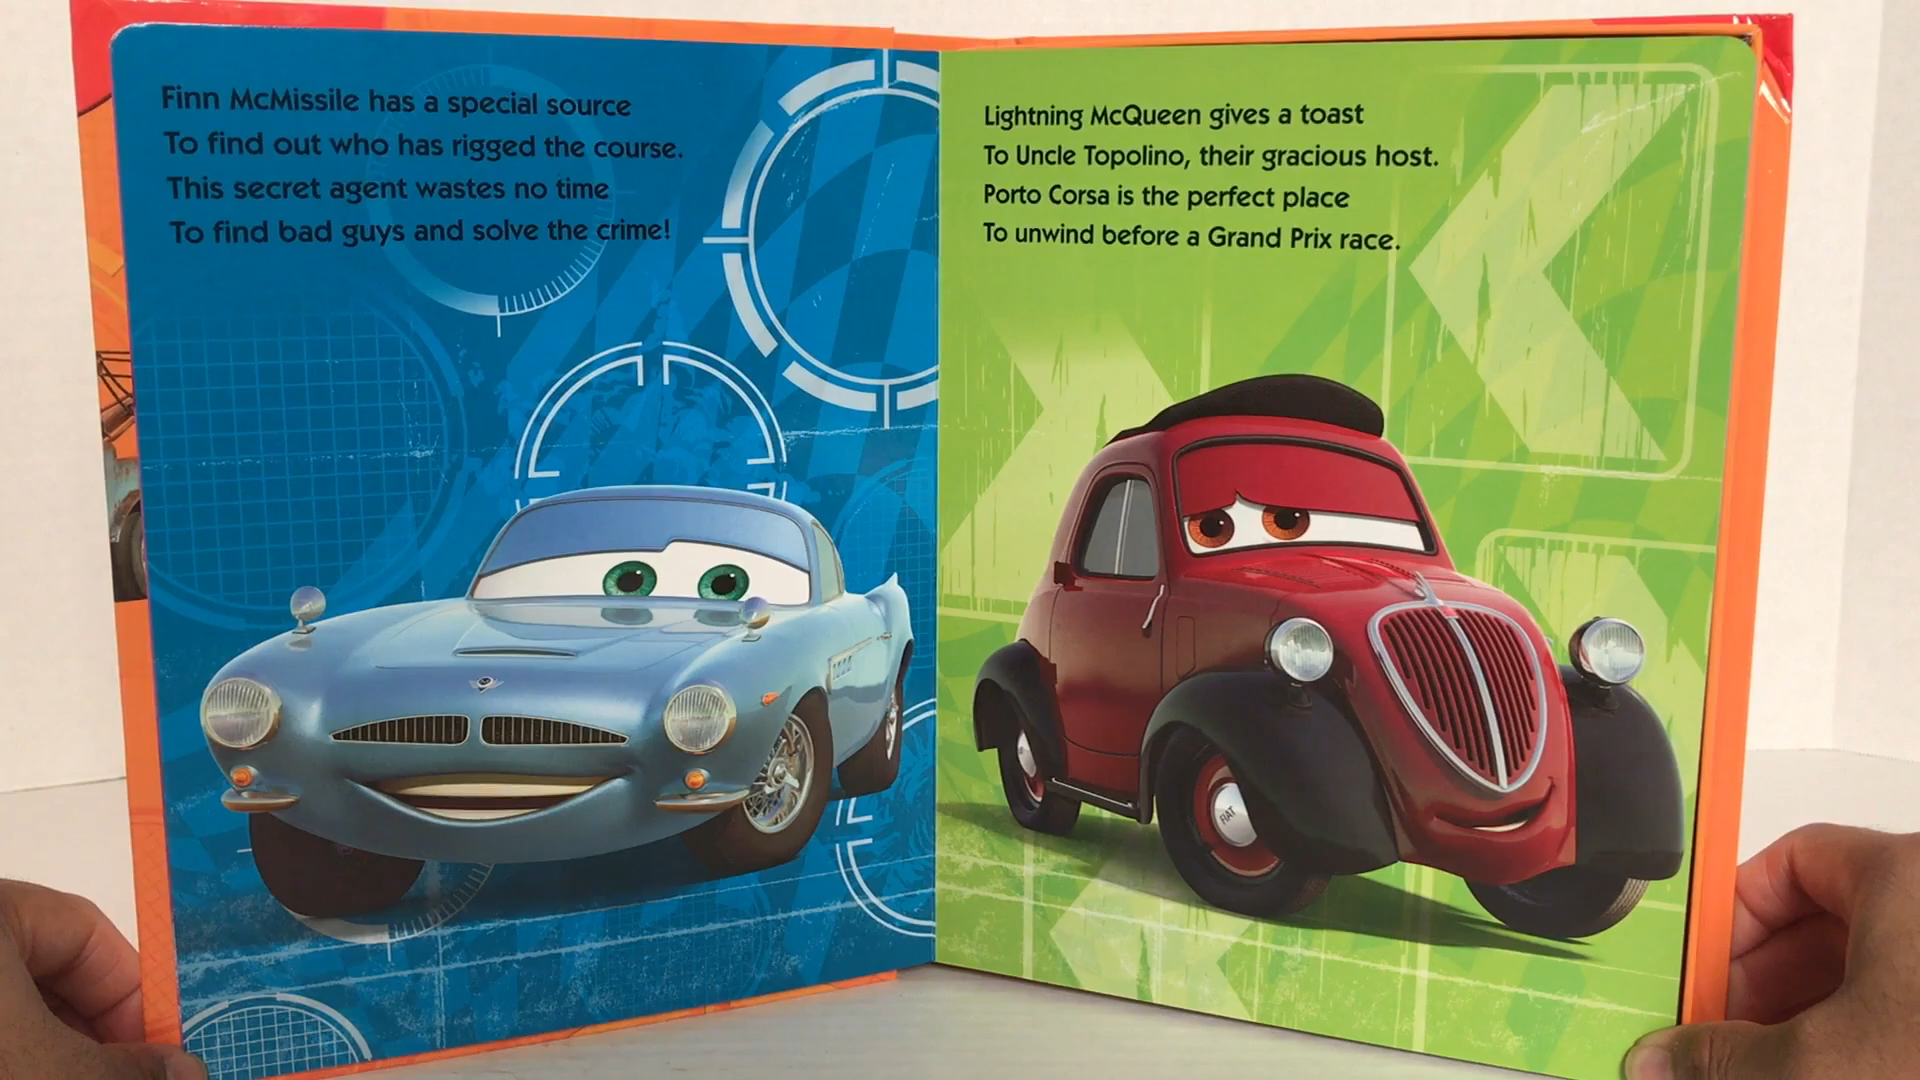 Finn McMissile has a special source
To find out who has rigged the course.
This secret agent wastes no time
To find bad guys and solve the crime!
Lightning McQueen gives a toast
To Uncle Topolino, their gracious host.
Porto Corsa is the perfect place
To unwind before a Grand Prix race.
FIAT